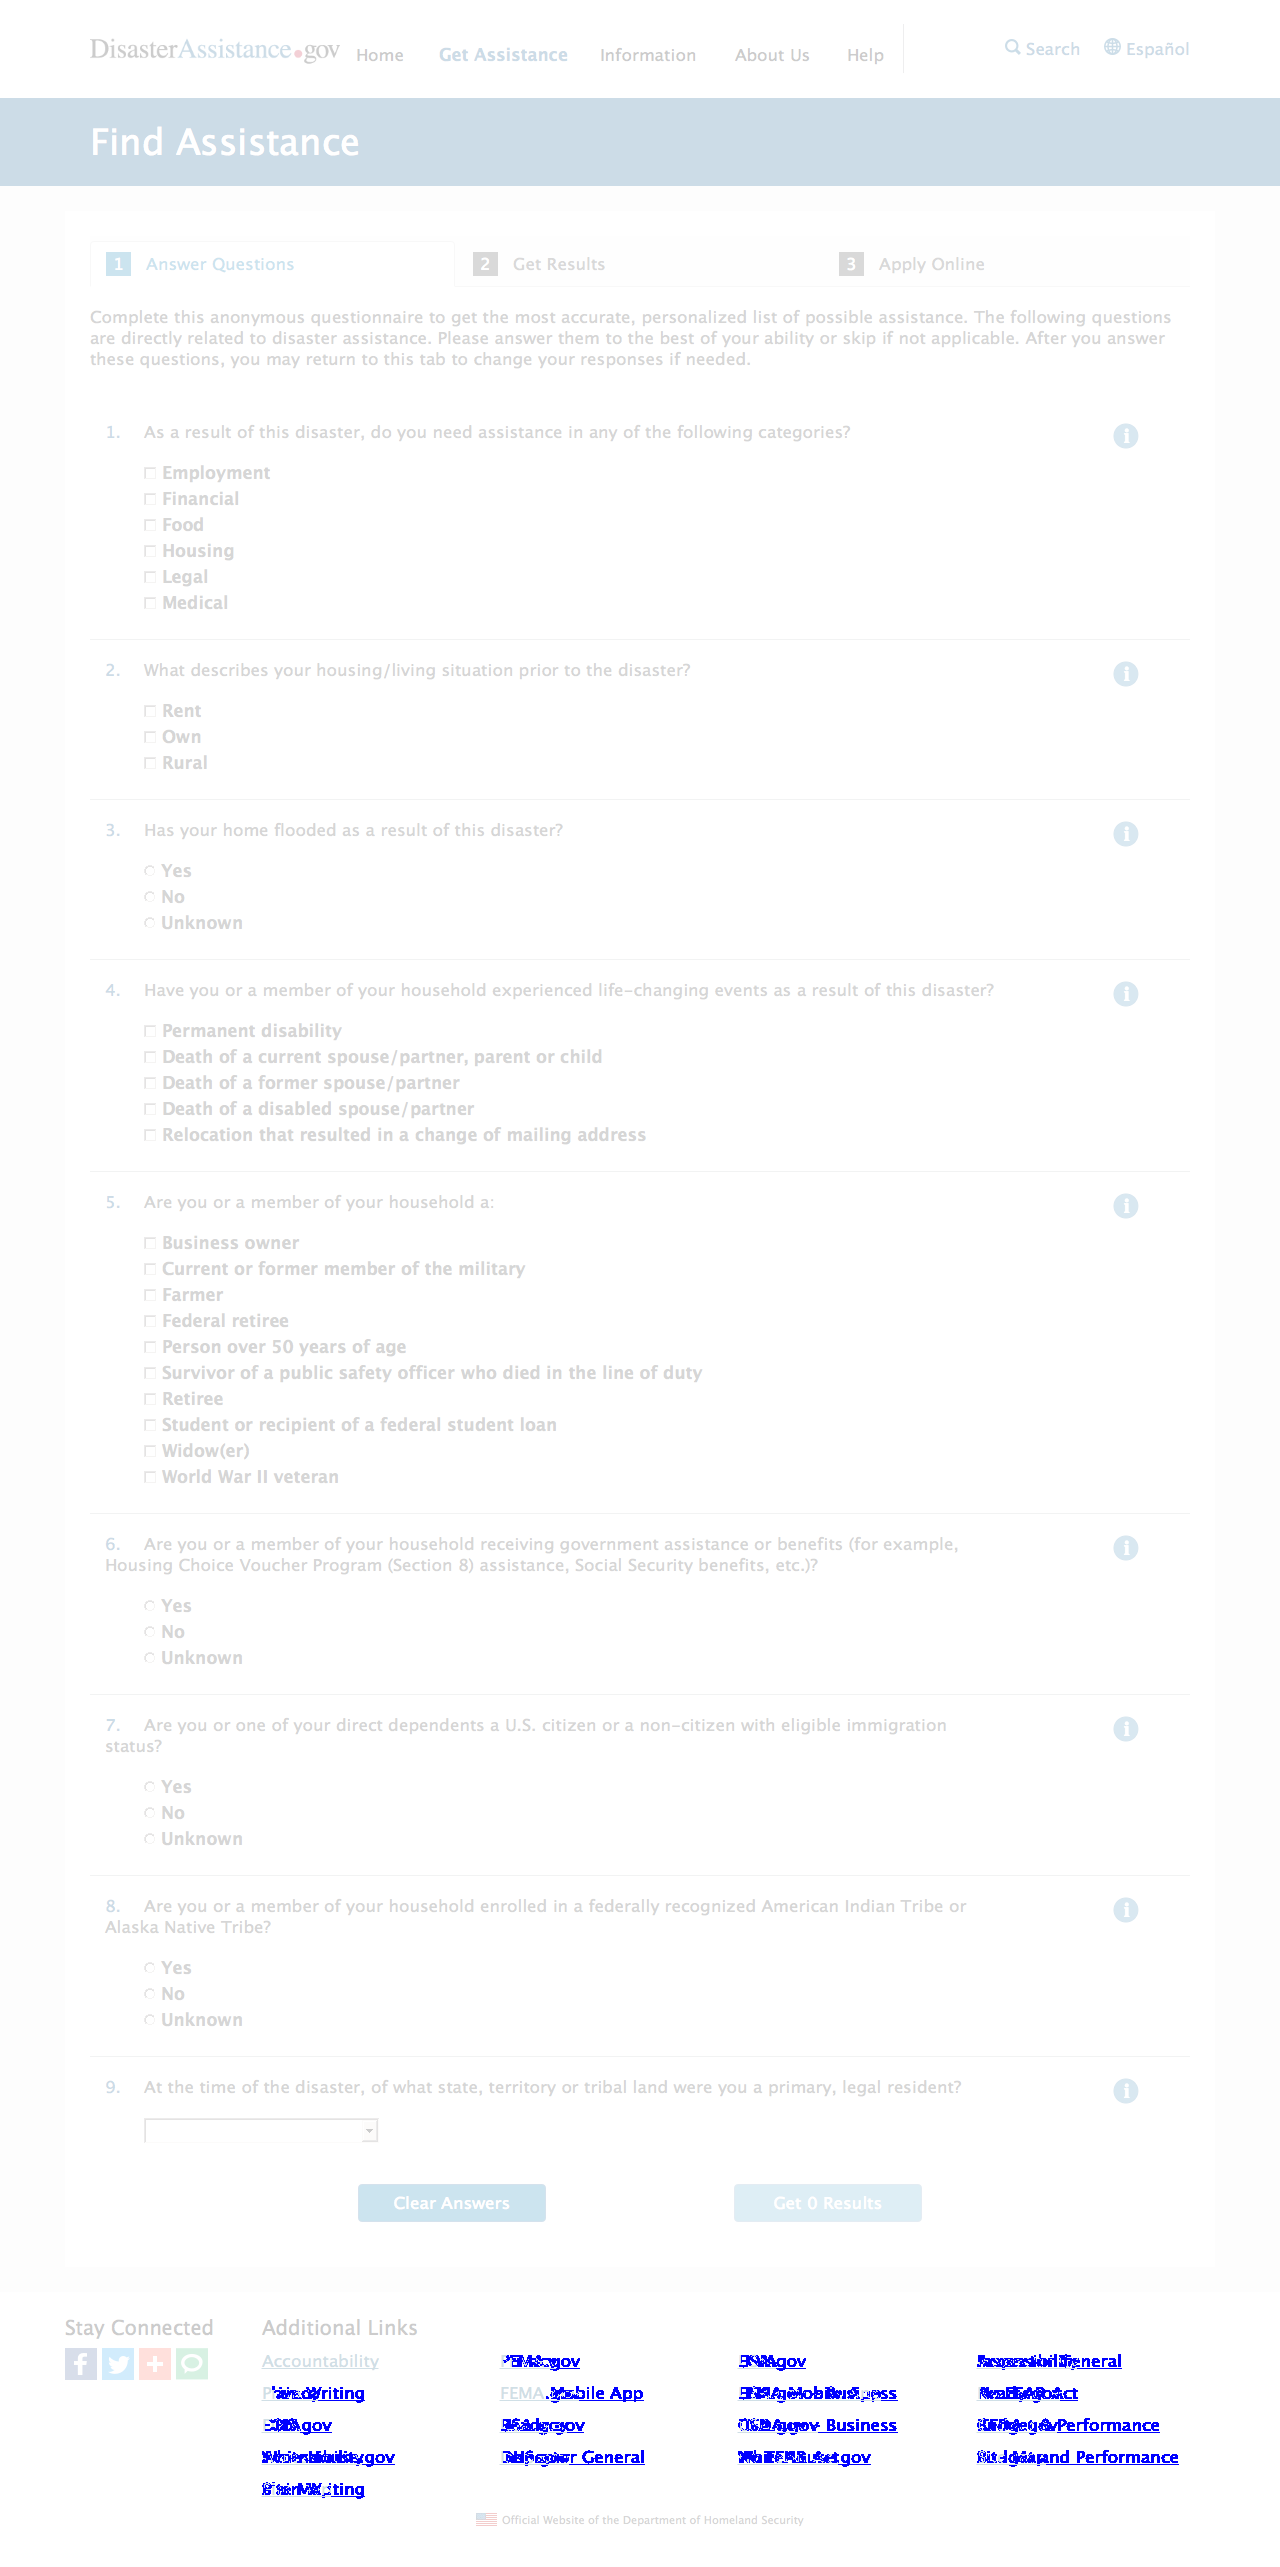 DisasterAssistance.gov Home Get Assistance Information About Us Help Search Español
Find Assistance
1 Answer Questions 2 Get Results 3 Apply Online
Complete this anonymous questionnaire to get the most accurate, personalized list of possible assistance. The following questions
are directly related to disaster assistance. Please answer them to the best of your ability or skip if not applicable. After you answer
these questions, you may return to this tab to change your responses if needed.
1. As a result of this disaster, do you need assistance in any of the following categories?
Employment
Financial
Food
Housing
Legal
Medical
2. What describes your housing/living situation prior to the disaster?
Rent
Own
Rural
3. Has your home flooded as a result of this disaster?
Yes
No
Unknown
4. Have you or a member of your household experienced life-changing events as a result of this disaster?
Permanent disability
Death of a current spouse/partner, parent or child
Death of a former spouse/partner
Death of a disabled spouse/partner
Relocation that resulted in a change of mailing address
5. Are you or a member of your household a:
Business owner
Current or former member of the military
Farmer
Federal retiree
Person over 50 years of age
Survivor of a public safety officer who died in the line of duty
Retiree
Student or recipient of a federal student loan
Widow(er)
World War II veteran
6. Are you or a member of your household receiving government assistance or benefits (for example,
Housing Choice Voucher Program (Section 8) assistance, Social Security benefits, etc.)?
Yes
No
Unknown
7. Are you or one of your direct dependents a U.S. citizen or a non-citizen with eligible immigration
status?
Yes
No
Unknown
8. Are you or a member of your household enrolled in a federally recognized American Indian Tribe or
Alaska Native Tribe?
Yes
No
Unknown
9. At the time of the disaster, of what state, territory or tribal land were you a primary, legal resident?
Clear Answers Get 0 Results
Stay Connected Additional Links
Accountability
Writing FEMA Mobile App
Business
Performance
General and Performance
Official Website of the Department of Homeland Security